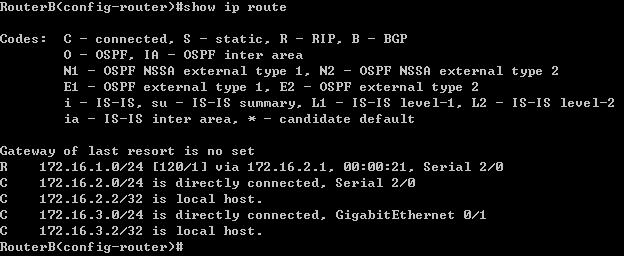 RouterB(config-router)#show ip route
Codes:  C - connected, S - static, R - RIP, B - BGP
O - OSPF, IA - OSPF inter area
N1 - OSPF NSSA external type 1, N2 - OSPF NSSA external type 2
E1 - OSPF external type 1, E2 - OSPF external type 2
i - IS-IS, su - IS-IS summary, L1 - IS-IS level-1, L2 - IS-IS level-2
ia - IS-IS inter area, * - candidate default
Gateway of last resort is no set
R    172.16.1.0/24 [120/1] via 172.16.2.1, 00:00:21, Serial 2/0
C    172.16.2.0/24 is directly connected, Serial 2/0
C    172.16.2.2/32 is local host.
C    172.16.3.0/24 is directly connected, GigabitEthernet 0/1
C    172.16.3.2/32 is local host.
RouterB(config-router)#